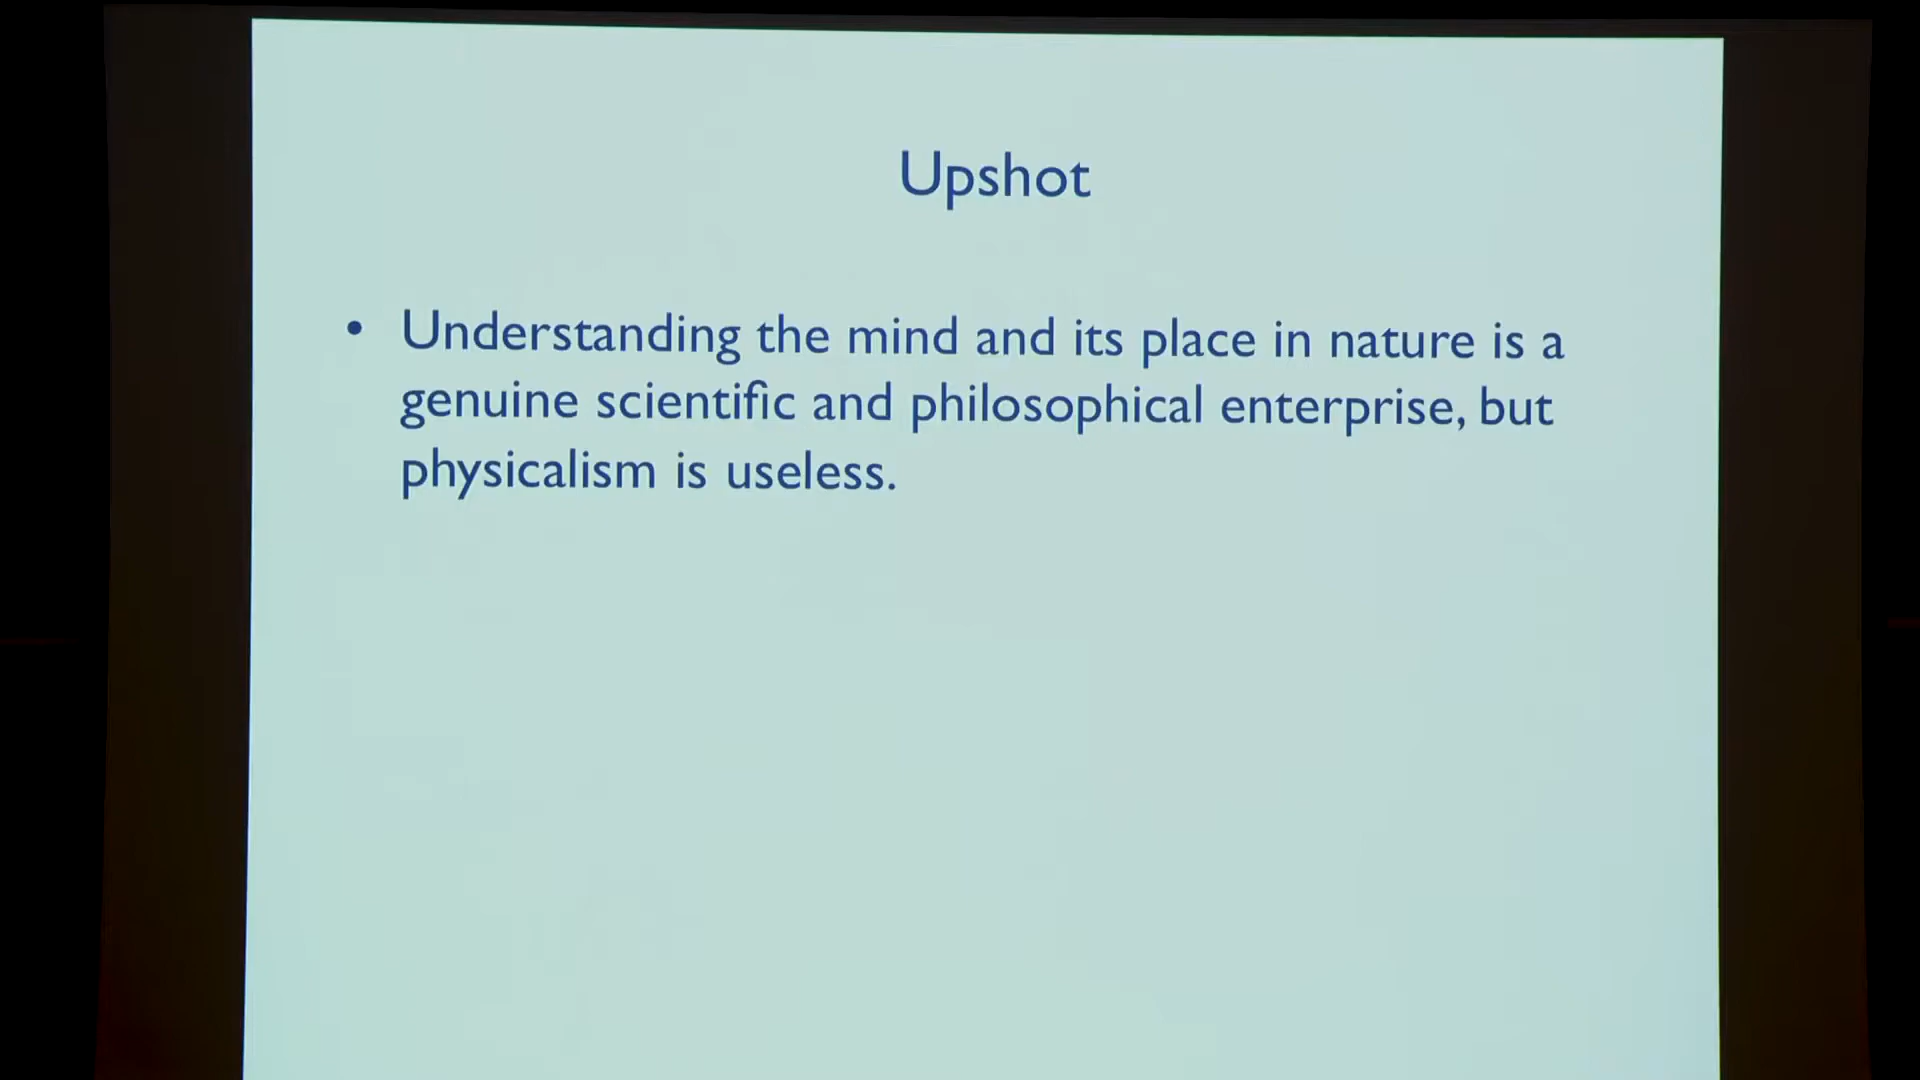 Upshot
• Understanding the mind and its place in nature is a
genuine scientific and philosophical enterprise, but
physicalism is useless.